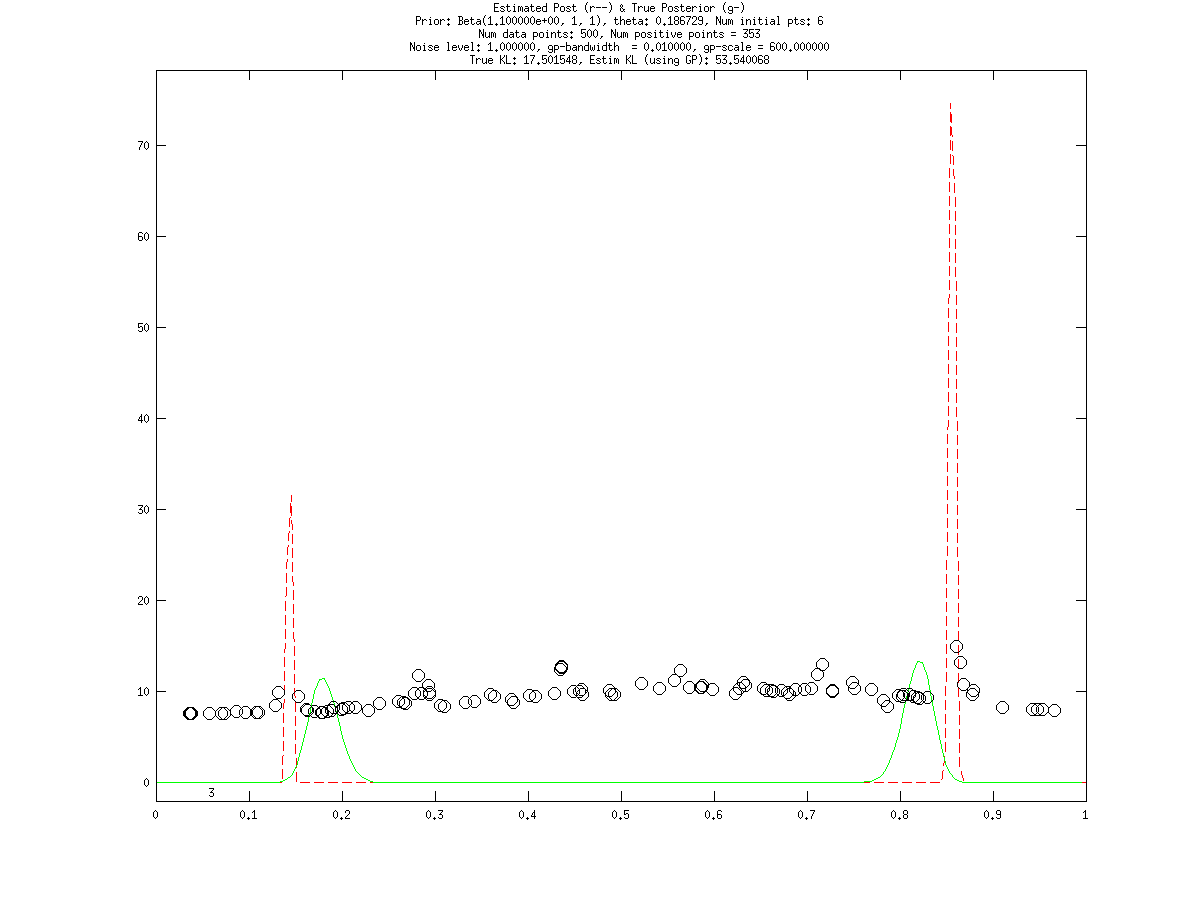 Estimated Post (r--) & True Posterior (g-)
Prior: Beta(1.100000e+00, 1, 1), theta: 0.186729, Num initial pts: 6
Num data points: 500, Num positive points = 353
Noise level: 1.000000, gp-bandwidth  = 0.010000, gp-scale = 600.000000
True KL: 17.501548, Estim KL (using GP): 53.540068
70
60
50
40
30
20
10
0
3
0 0.1 0.2 0.3 0.4 0.5 0.6 0.7 0.8 0.9 1